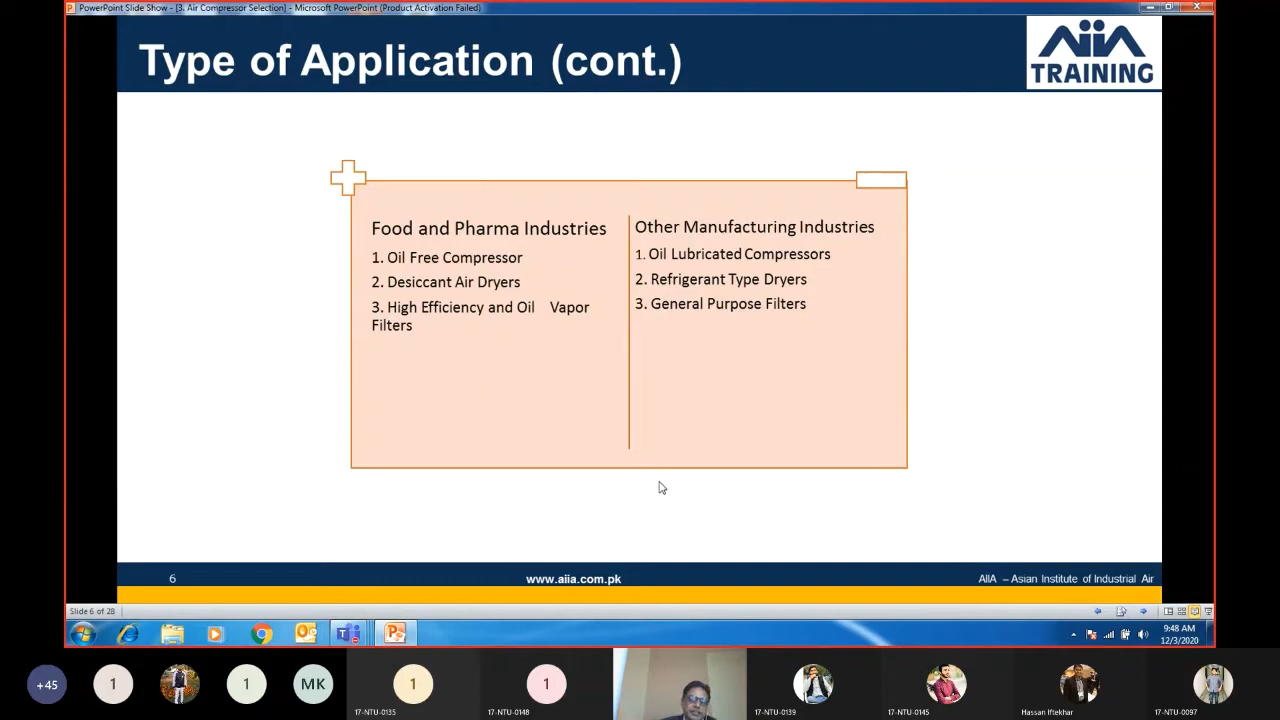 PowerPoint Slide Show - [3. Air Compressor Selection] - Microsoft PowerPoint (Product Activation Failed)
Type of Application (cont.)
AIIA
TRAINING
Food and Pharma Industries
1. Oil Free Compressor
2. Desiccant Air Dryers
3. High Efficiency and Oil Vapor
Filters
Other Manufacturing Industries
1. Oil Lubricated Compressors
2. Refrigerant Type Dryers
3. General Purpose Filters
6
www.aiia.com.pk
AIIA – Asian Institute of Industrial Air
Slide 6 of 28
9:48 AM
12/3/2020
+45
1
1
MK
1
1
17-NTU-0135
17-NTU-0148
17-NTU-0139
17-NTU-0145
Hassan Iftekhar
17-NTU-0097